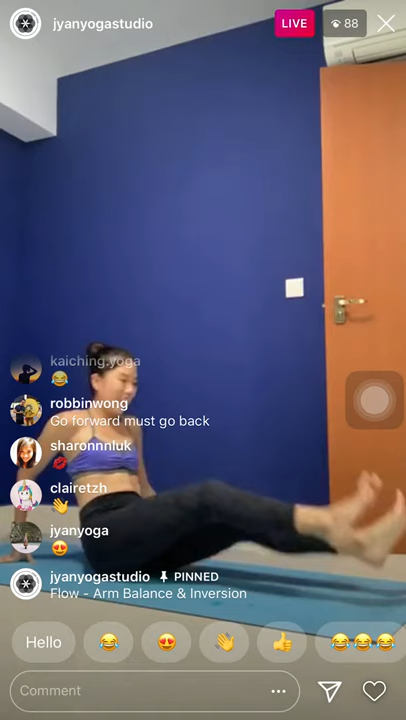 jyanyogastudio
LIVE
88
kaiching.yoga
😂
robbinwong
Go forward must go back
sharonnnluk
💋
clairetzh
👋
jyanyoga
😍
jyanyogastudio PINNED
Flow - Arm Balance & Inversion
Hello 😂 😍 👋 👍 😂😂😂
Comment